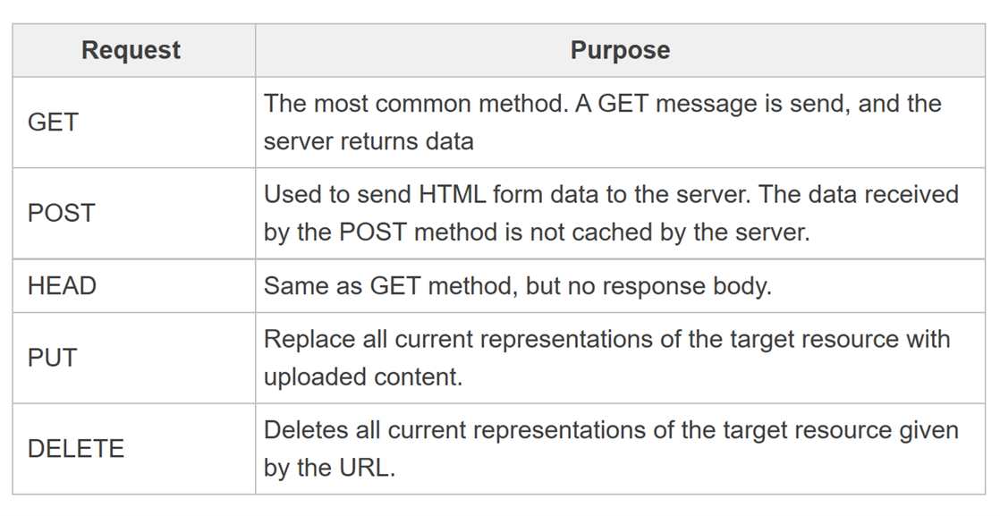 Request Purpose
GET
The most common method. A GET message is send, and the
server returns data
POST
Used to send HTML form data to the server. The data received
by the POST method is not cached by the server.
HEAD
Same as GET method, but no response body.
PUT
Replace all current representations of the target resource with
uploaded content.
DELETE
Deletes all current representations of the target resource given
by the URL.